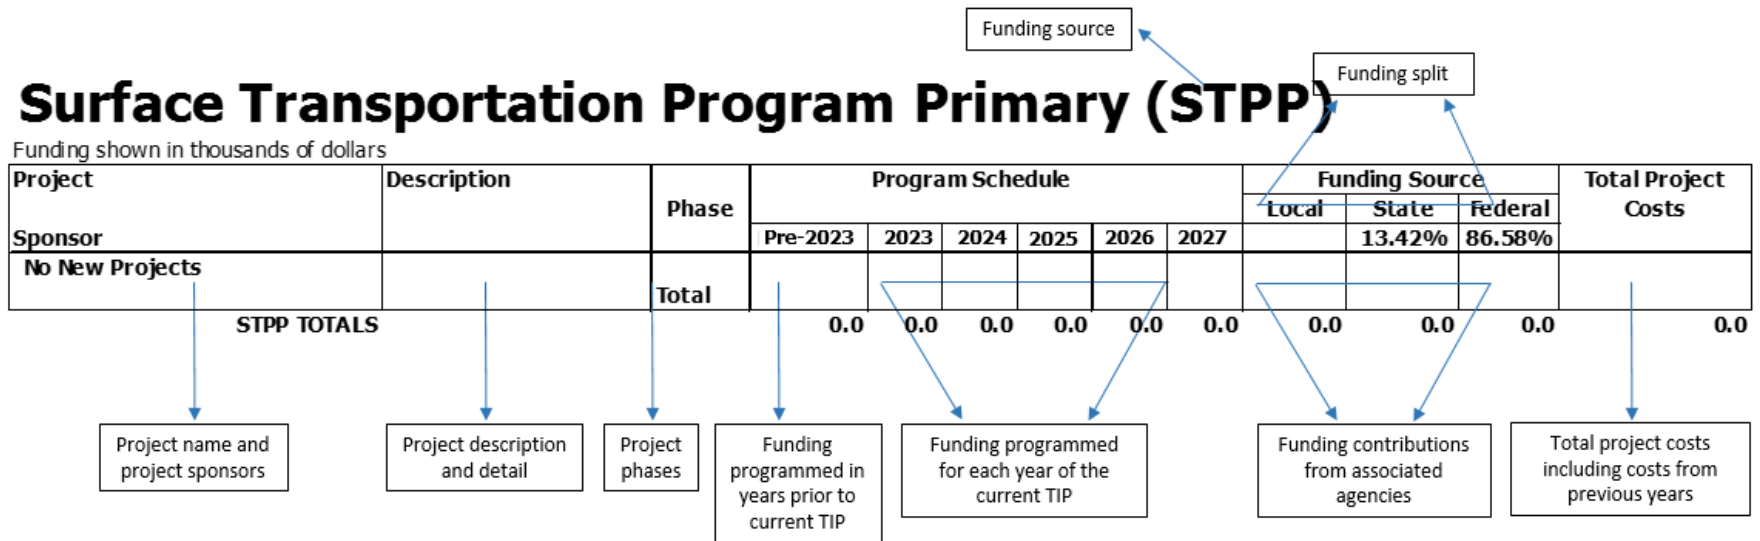 Funding source
Funding split
Surface Transportation Program Primary (STPP)
Funding shown in thousands of dollars
Project Description Program Schedule Funding Source Total Project
Phase Local State Federal Costs
Sponsor Pre-2023 2023 2024 2025 2026 2027 13.42% 86.58%
No New Projects
Total
STPP TOTALS 0.0 0.0 0.0 0.0 0.0 0.0 0.0 0.0 0.0 0.0
Project name and
project sponsors
Project description
and detail
Project
phases
Funding
programmed in
years prior to
current TIP
Funding programmed
for each year of the
current TIP
Funding contributions
from associated
agencies
Total project costs
including costs from
previous years